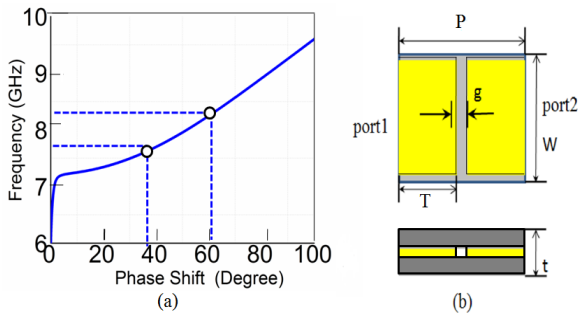 (a)
10
9
8
7
6
Frequency (GHz)
0 20 40 60 80 100
Phase Shift (Degree)
(a)
P
g
port1
port2
W
T
t
(b)